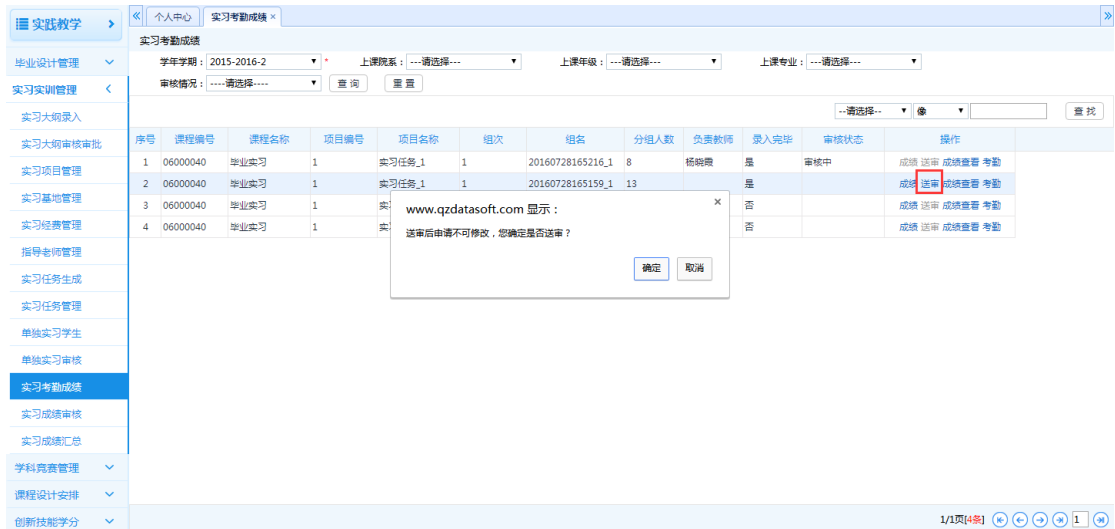 实践教学
个人中心 实习考勤成绩 ×
实习考勤成绩
毕业设计管理
学年学期： 2015-2016-2 * 上课院系： ---请选择--- 上课年级： ---请选择--- 上课专业： ---请选择---
审核情况： ----请选择---- 查 询 重 置
实习实训管理
实习大纲录入
实习大纲审核审批
实习项目管理
实习基地管理
实习经费管理
指导老师管理
实习任务生成
实习任务管理
单独实习学生
单独实习审核
实习考勤成绩
实习成绩审核
实习成绩汇总
学科竞赛管理
课程设计安排
创新技能学分
--请选择-- 像 查 找
序号 课程编号 课程名称 项目编号 项目名称 组次 组名 分组人数 负责教师 录入完毕 审核状态 操作
1 06000040 毕业实习 1 实习任务_1 1 20160728165216_1 8 杨晓霞 是 审核中 成绩 送审 成绩查看 考勤
2 06000040 毕业实习 1 实习任务_1 1 20160728165159_1 13 是 成绩 送审 成绩查看 考勤
3 06000040 毕业实习 1 实 否 成绩 送审 成绩查看 考勤
4 06000040 毕业实习 1 实 否 成绩 送审 成绩查看 考勤
www.qzdatasoft.com 显示：
×
送审后申请不可修改，您确定是否送审？
确定 取消
1/1页[4条] 1